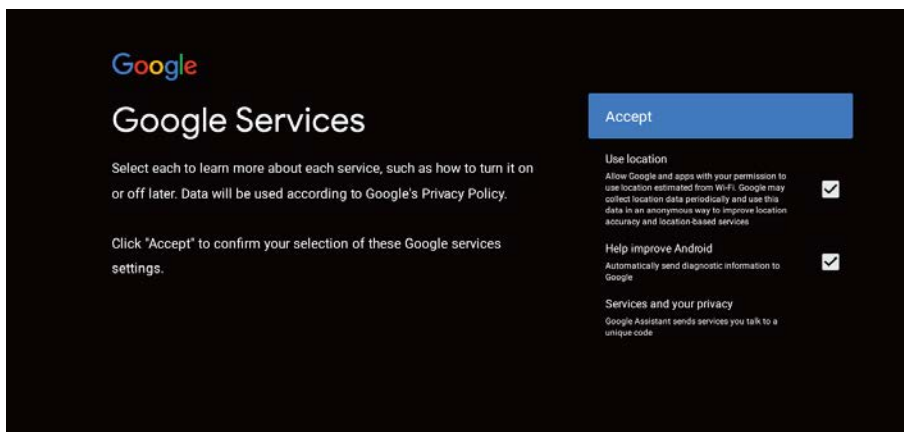 Google
Google Services
Select each to learn more about each service, such as how to turn it on
or off later. Data will be used according to Google's Privacy Policy.
Click "Accept" to confirm your selection of these Google services
settings.
Accept
Use location
Allow Google and apps with your permission to
use location estimated from Wi-Fi. Google may
collect location data periodically and use this
data in an anonymous way to improve location
accuracy and location-based services
Help improve Android
Automatically send diagnostic information to
Google
Services and your privacy
Google Assistant sends services you talk to a
unique code